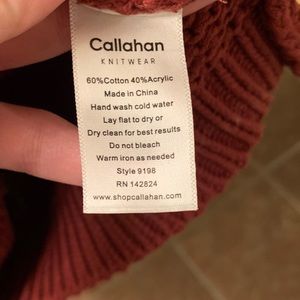 Callahan
KNITWEAR
60%Cotton 40%Acrylic
Made in China
Hand wash cold water
Lay flat to dry or
Dry clean for best results
Do not bleach
Warm iron as needed
Style 9198
RN 142824
www.shopcallahan.com